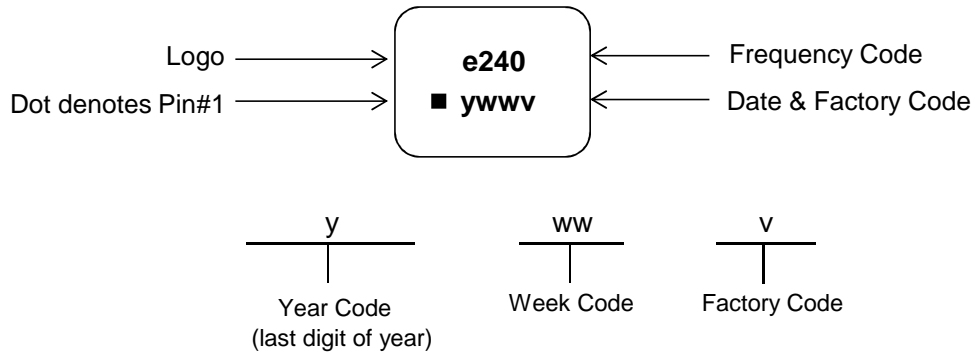 Logo
e240
Frequency Code
Dot denotes Pin#1
■ ywwv
Date & Factory Code
y
ww
v
Year Code
(last digit of year)
Week Code
Factory Code